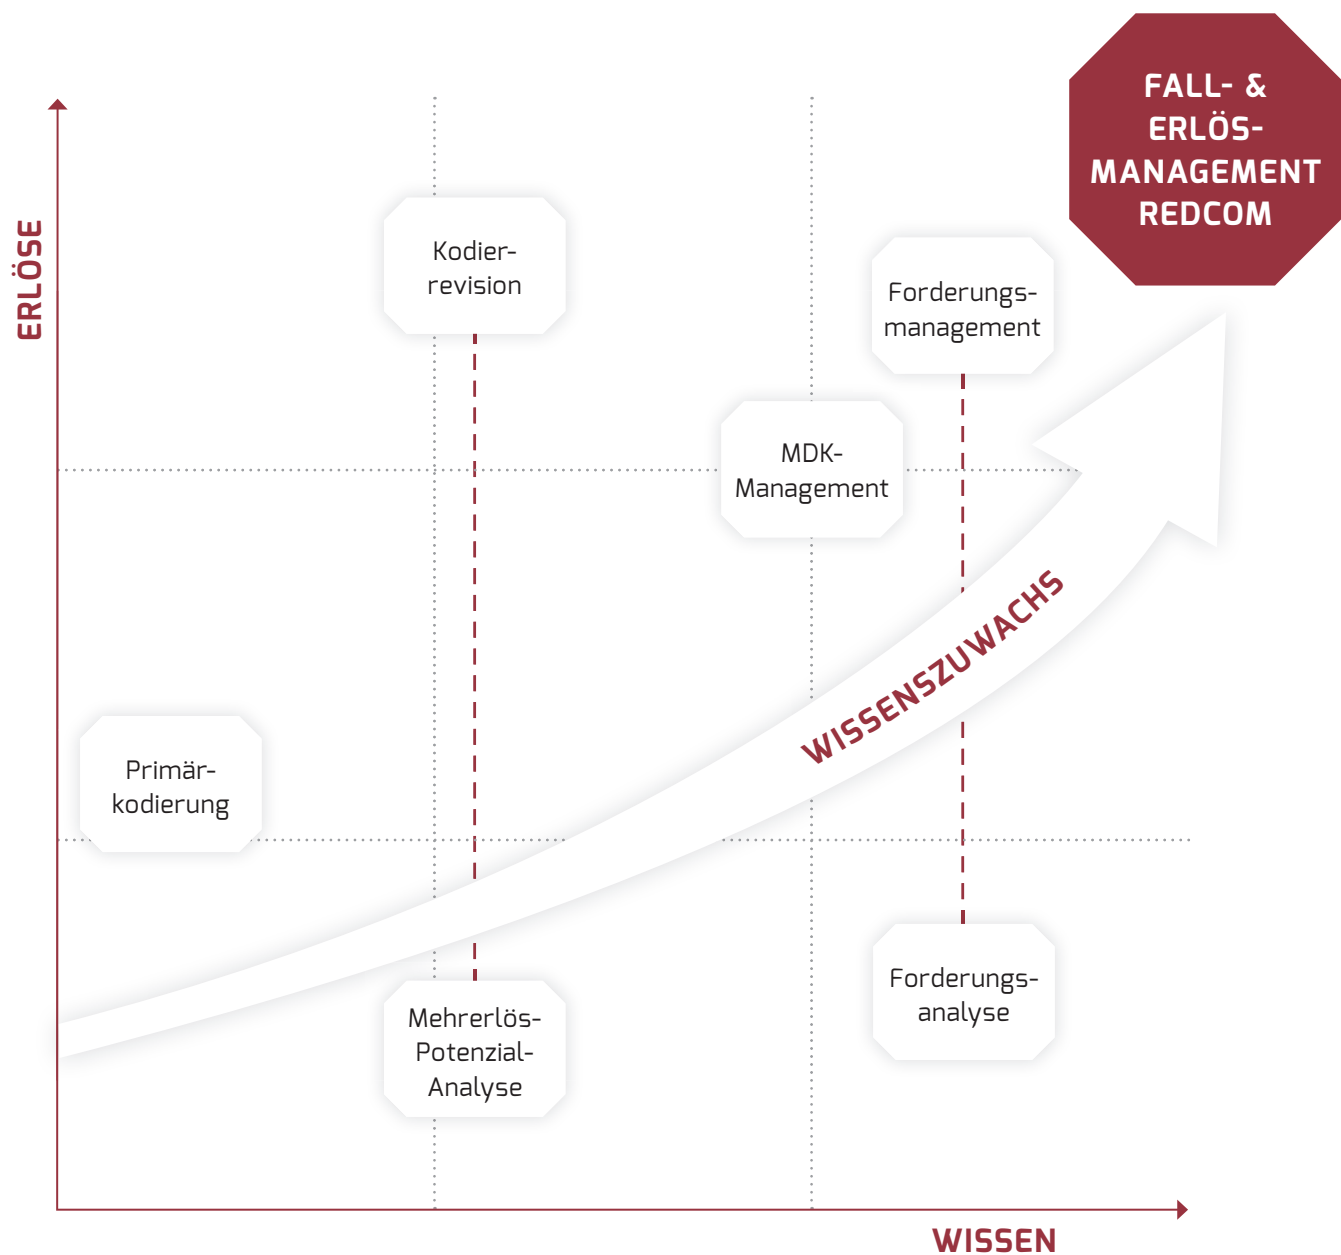 FALL- &
ERLÖS-
MANAGEMENT
REDCOM
ERLÖSE
Kodier-
revision
Forderungs-
management
MDK-
Management
WISSENSZUWACHS
Primär-
kodierung
Forderungs-
analyse
Mehrerlös-
Potenzial-
Analyse
WISSEN